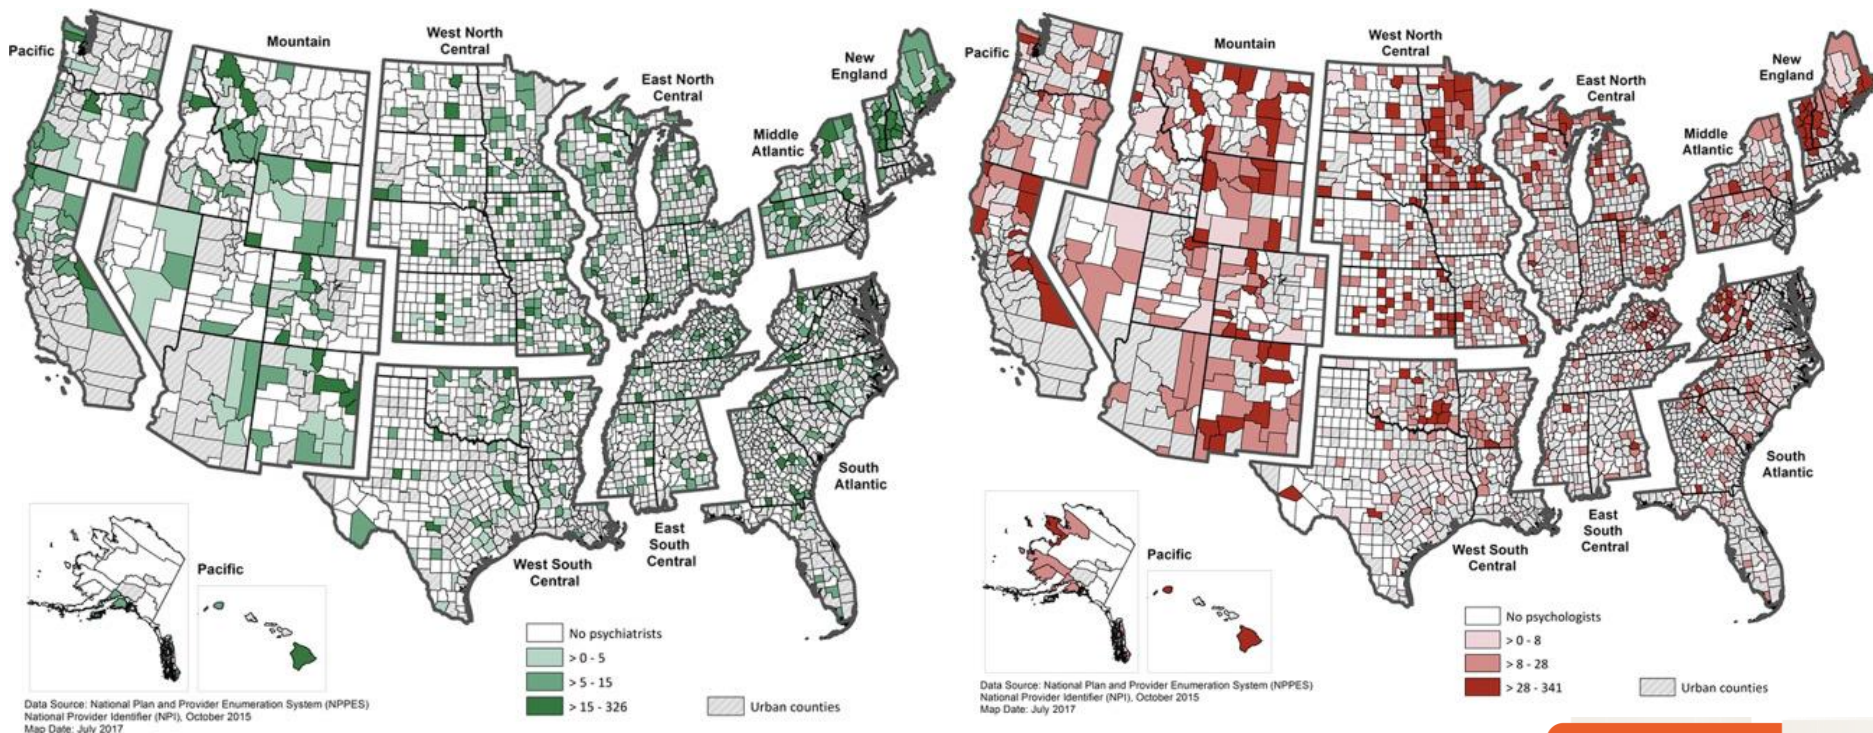 Pacific
Mountain
West North
Central
East North
Central
New
England
Middle
Atlantic
South
Atlantic
East
South
Central
West South
Central
Pacific
No psychiatrists
> 0 - 5
> 5 - 15
> 15 - 326
Urban counties
Data Source: National Plan and Provider Enumeration System (NPPES)
National Provider Identifier (NPI), October 2015
Map Date: July 2017
Pacific
Mountain
West North
Central
East North
Central
New
England
Middle
Atlantic
South
Atlantic
East
South
Central
West South
Central
Pacific
No psychologists
> 0 - 8
> 8 - 28
> 28 - 341
Urban counties
Data Source: National Plan and Provider Enumeration System (NPPES)
National Provider Identifier (NPI), October 2015
Map Date: July 2017